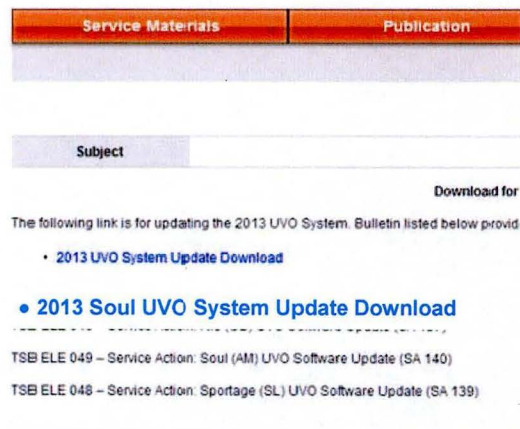 Service Materials
Publication
Subject
Download for
The following link is for updating the 2013 UVO System. Bulletin listed below provid
• 2013 UVO System Update Download
• 2013 Soul UVO System Update Download
TSB ELE 049 – Service Action: Soul (AM) UVO Software Update (SA 140)
TSB ELE 048 – Service Action: Sportage (SL) UVO Software Update (SA 139)